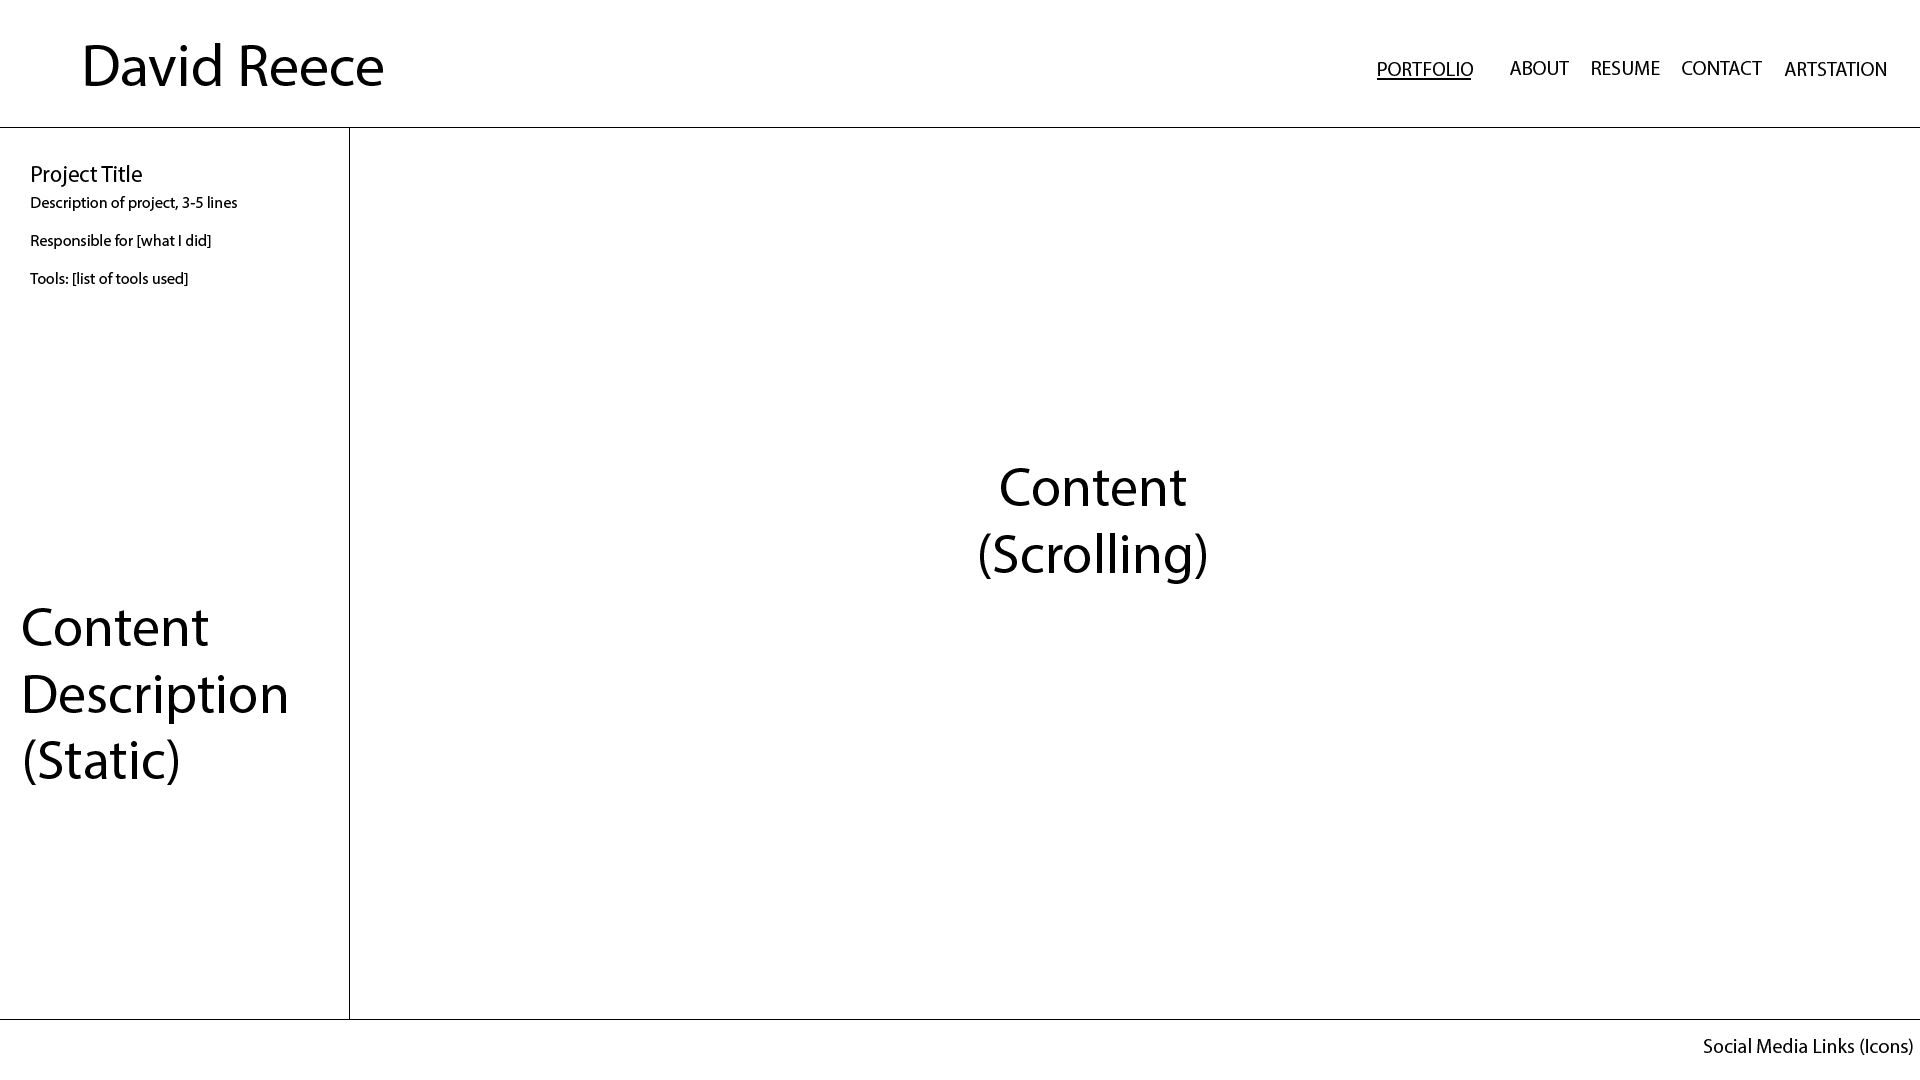 David Reece
PORTFOLIO ABOUT RESUME CONTACT ARTSTATION
Project Title
Description of project, 3-5 lines
Responsible for [what I did]
Tools: [list of tools used]
Content
Description
(Static)
Content
(Scrolling)
Social Media Links (Icons)